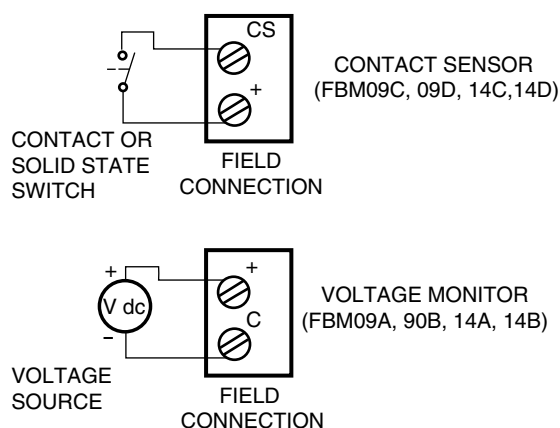 CS
+
CONTACT SENSOR
(FBM09C, 09D, 14C,14D)
CONTACT OR
SOLID STATE
SWITCH
FIELD
CONNECTION
+
V dc
–
+
C
VOLTAGE MONITOR
(FBM09A, 90B, 14A, 14B)
VOLTAGE
SOURCE
FIELD
CONNECTION